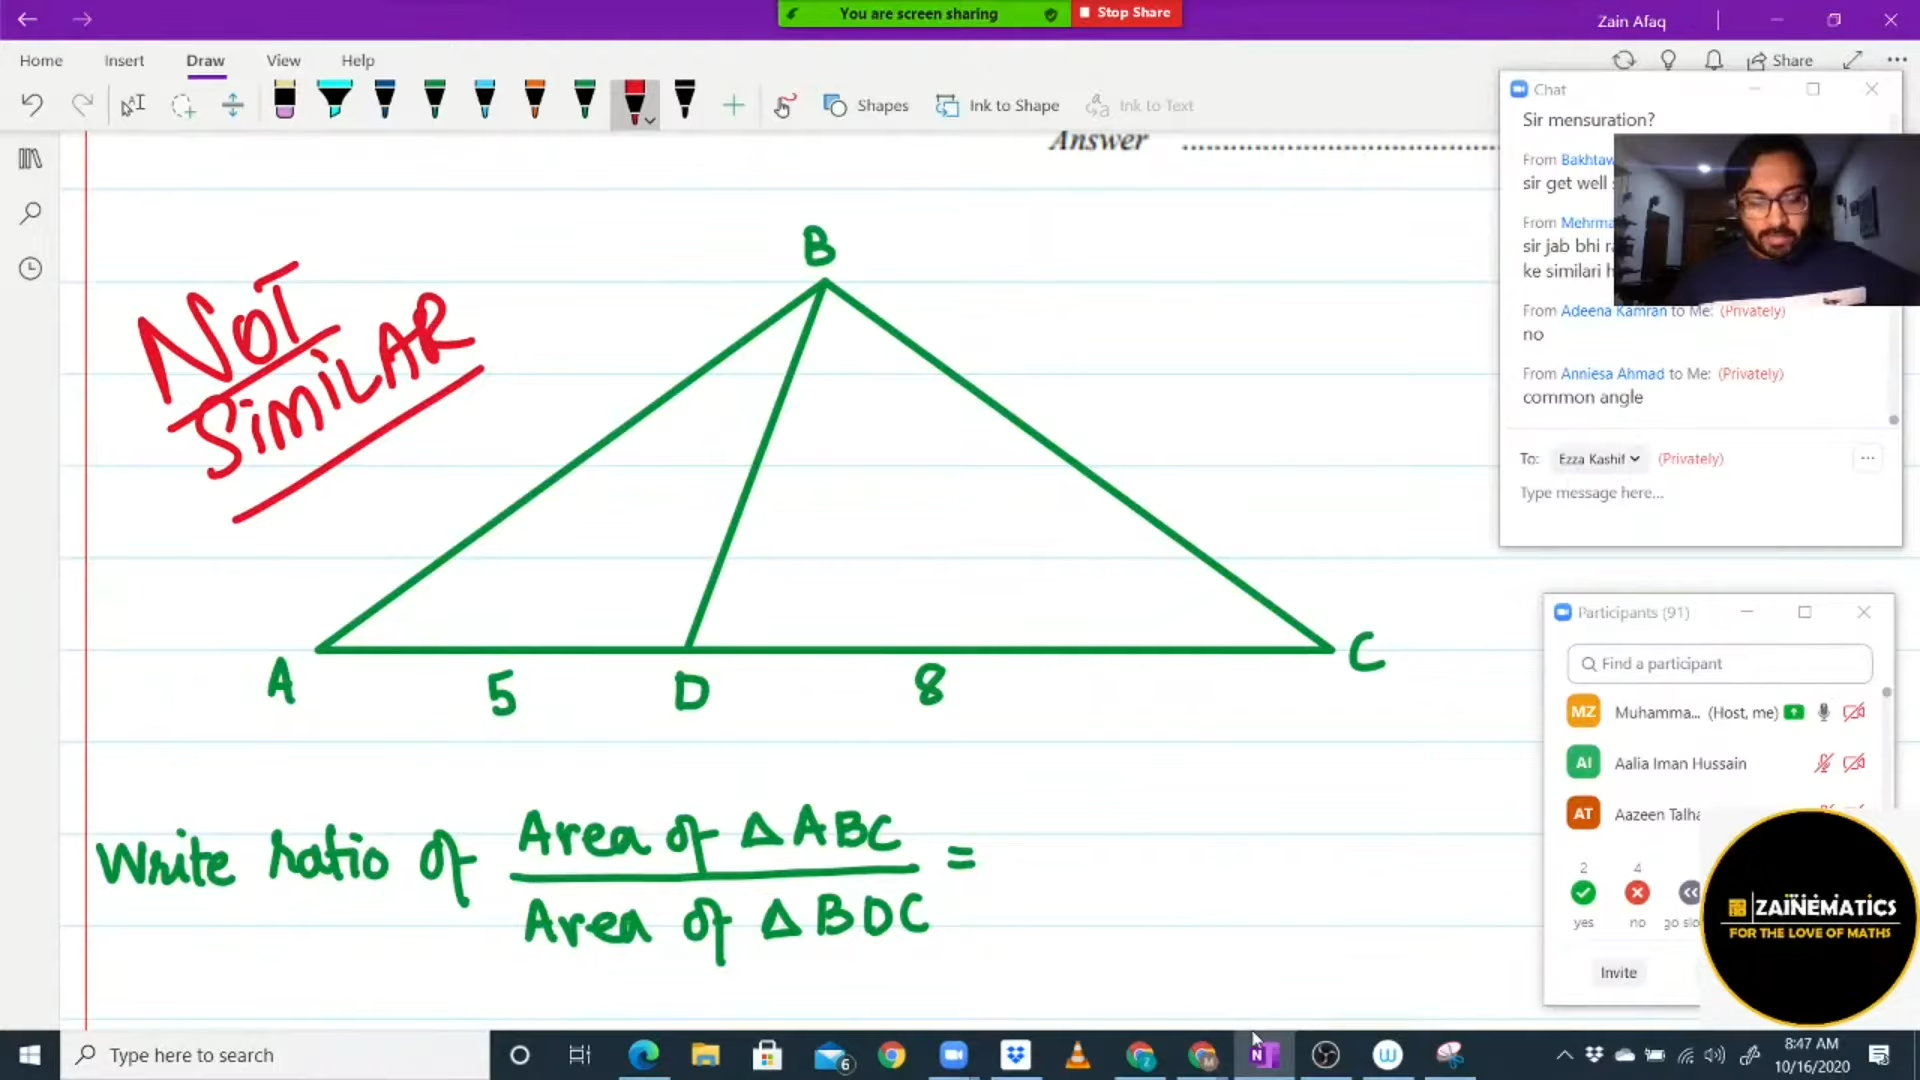 You are screen sharing
Stop Share
Zain Afaq
Home Insert Draw View Help
Share
Shapes
Ink to Shape
Ink to Text
Answer ................................................
Chat
Sir mensuration?
From Bakhtaw
sir get well
From Mehrma
sir jab bhi
ke similari h
From Adeena Kamran to Me: (Privately)
no
From Anniesa Ahmad to Me: (Privately)
common angle
To: Ezza Kashif (Privately)
Type message here...
NOT
SIMILAR
B
A
5
D
8
C
Write ratio of Area of △ ABC =
Area of △ BDC
Participants (91)
Find a participant
MZ Muhamma... (Host, me)
AI Aalia Iman Hussain
AT Aazeen Talha
2 4
yes no go slo
Invite
ZAINEMATICS
FOR THE LOVE OF MATHS
Type here to search
6
8:47 AM
10/16/2020